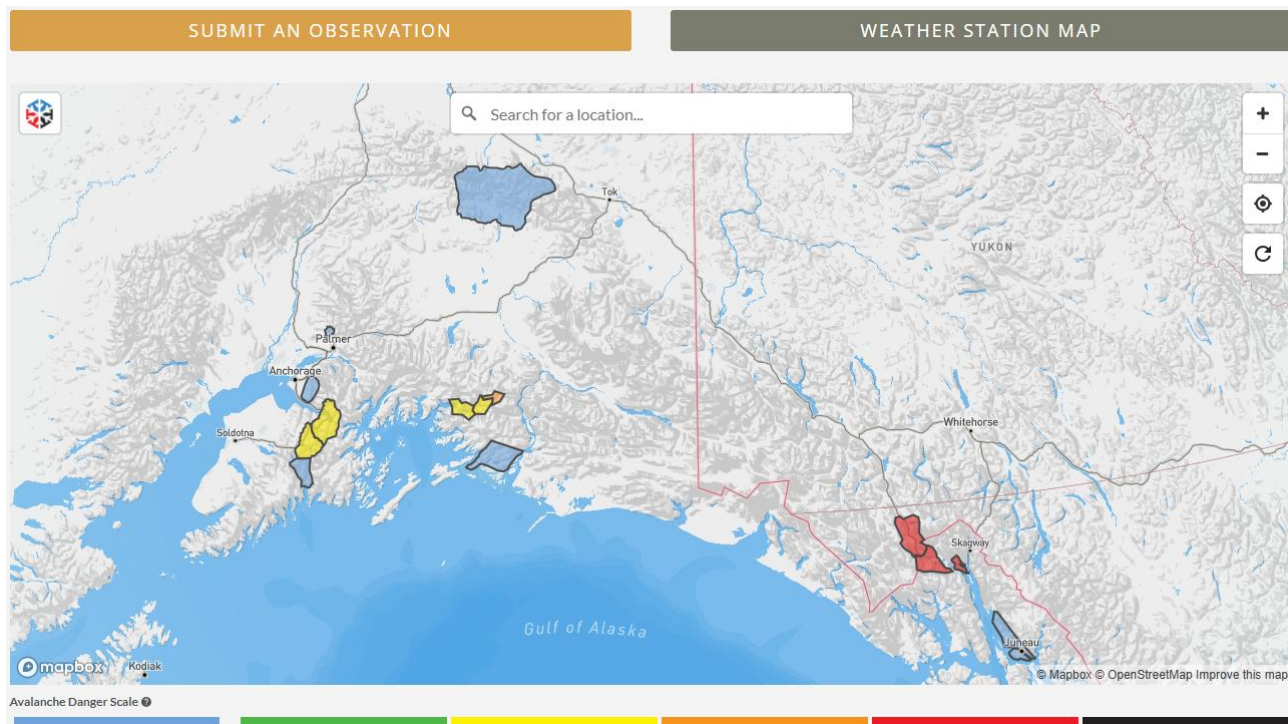 SUBMIT AN OBSERVATION
WEATHER STATION MAP
Search for a location...
+
−
Tok
YUKON
Palmer
Anchorage
Soldotna
Whitehorse
Skagway
Gulf of Alaska
Juneau
mapbox
Kodiak
© Mapbox © OpenStreetMap Improve this map
Avalanche Danger Scale ?